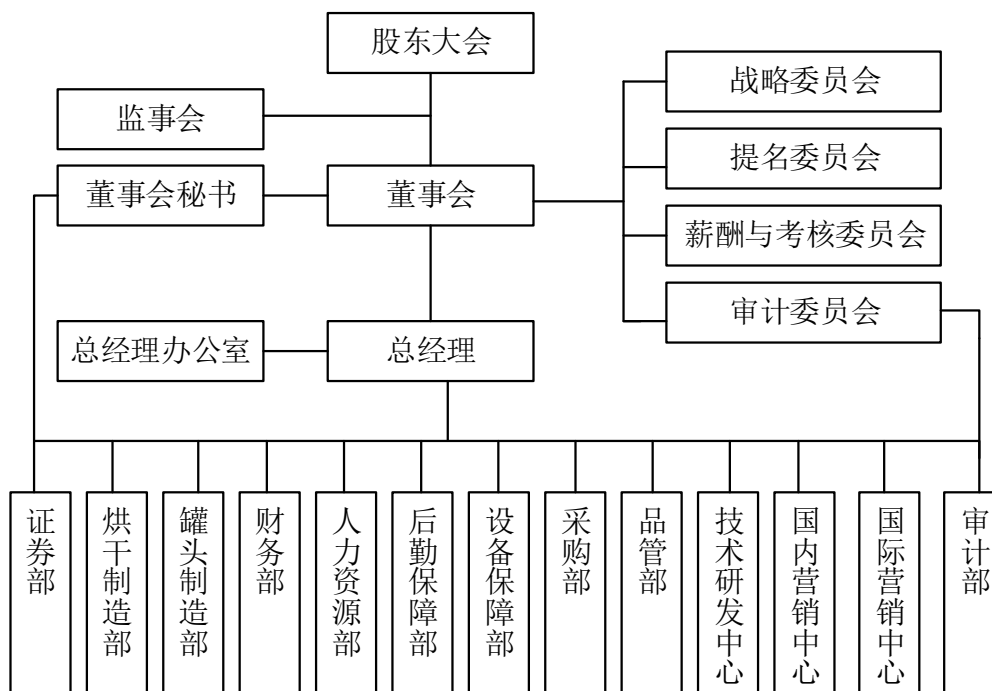 股东大会
战略委员会
监事会
提名委员会
董事会秘书
董事会
薪酬与考核委员会
审计委员会
总经理办公室
总经理
证券部
烘干制造部
罐头制造部
财务部
人力资源部
后勤保障部
设备保障部
采购部
品管部
技术研发中心
国内营销中心
国际营销中心
审计部